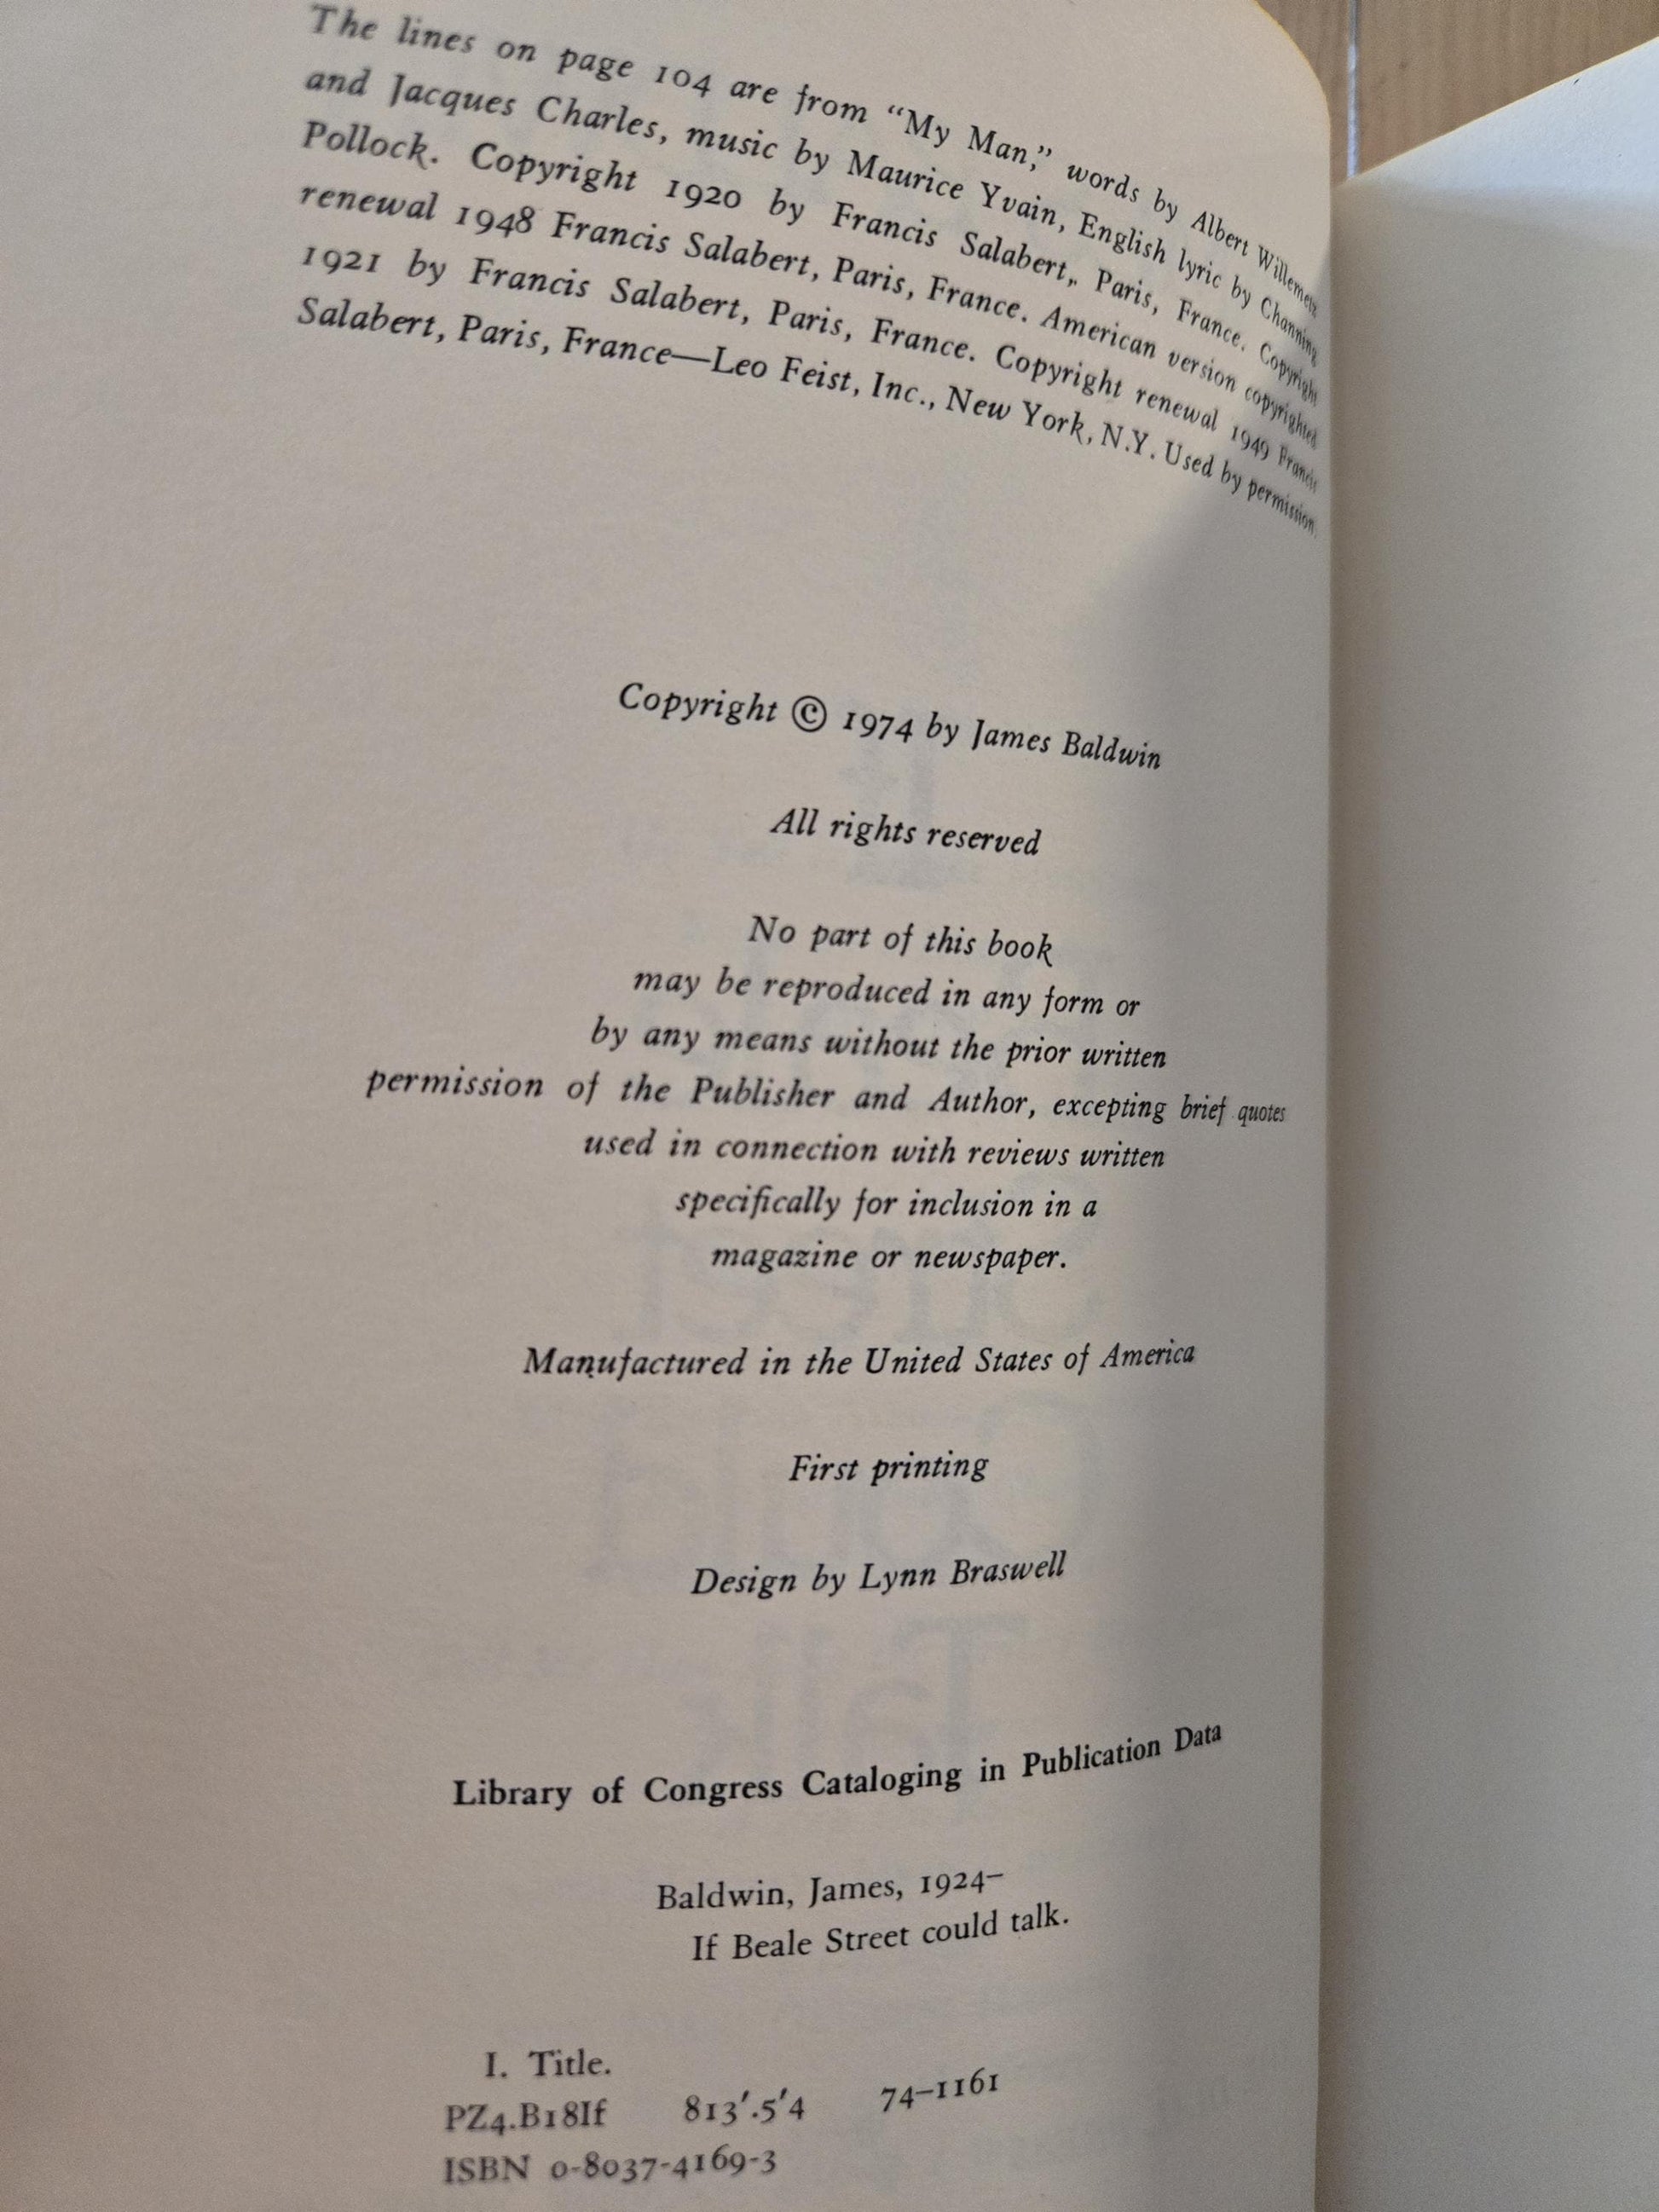 The lines on page 104 are from “My Man,” words by Albert Willemetz
and Jacques Charles, music by Maurice Yvain, English lyric by Channing
Pollock. Copyright 1920 by Francis Salabert, Paris, France. Copyright
renewal 1948 Francis Salabert, Paris, France. American version copyrighted
1921 by Francis Salabert, Paris, France. Copyright renewal 1949 Francis
Salabert, Paris, France—Leo Feist, Inc., New York, N.Y. Used by permission.
Copyright © 1974 by James Baldwin
All rights reserved
No part of this book
may be reproduced in any form or
by any means without the prior written
permission of the Publisher and Author, excepting brief quotes
used in connection with reviews written
specifically for inclusion in a
magazine or newspaper.
Manufactured in the United States of America
First printing
Design by Lynn Braswell
Library of Congress Cataloging in Publication Data
Baldwin, James, 1924–
If Beale Street could talk.
I. Title.
PZ4.B18If 813′.5′4 74–1161
ISBN 0-8037-4169-3